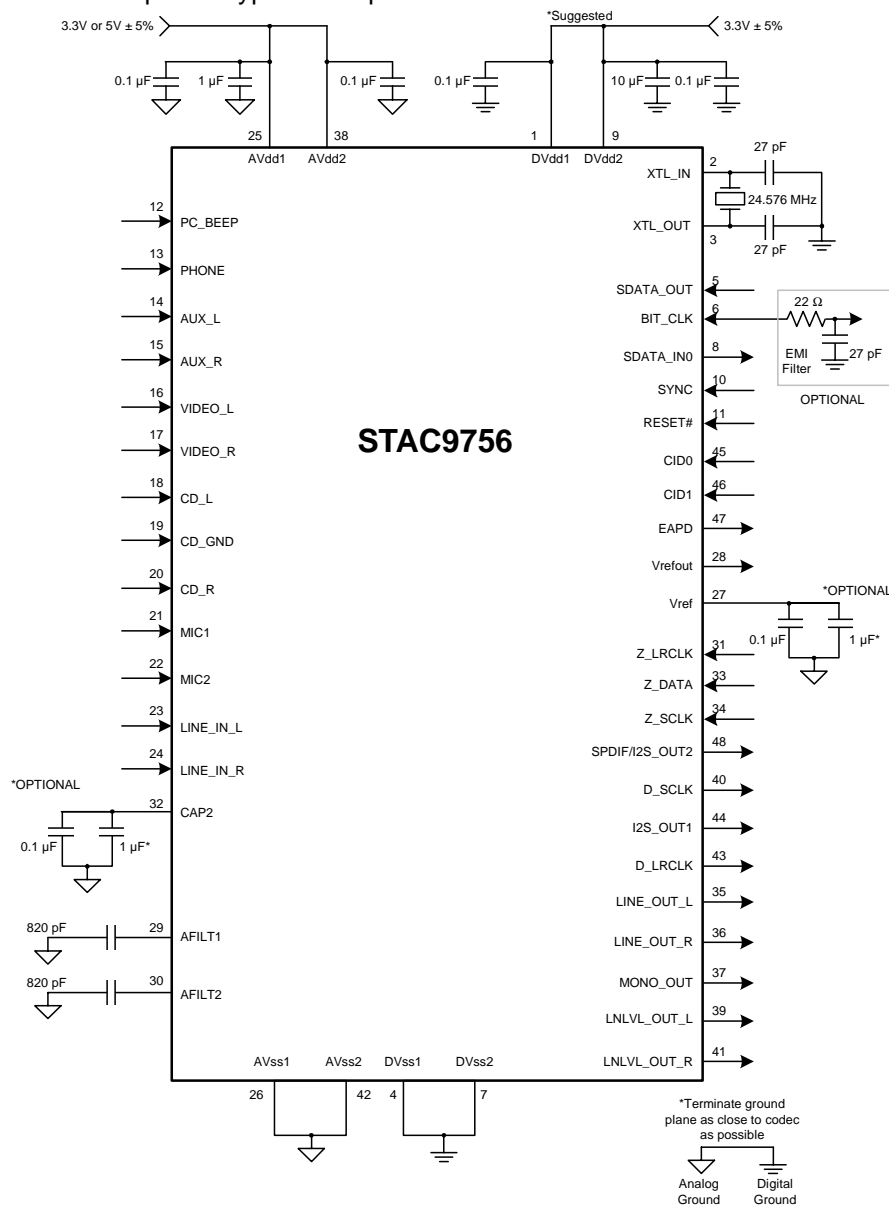 3.3V or 5V ± 5%
*Suggested
3.3V ± 5%
0.1 µF
1 µF
0.1 µF
0.1 µF
10 µF
0.1 µF
25
38
1
9
AVdd1
AVdd2
DVdd1
DVdd2
27 pF
2
XTL_IN
24.576 MHz
XTL_OUT
3
27 pF
12
PC_BEEP
13
PHONE
14
AUX_L
15
AUX_R
16
VIDEO_L
17
VIDEO_R
18
CD_L
19
CD_GND
20
CD_R
21
MIC1
22
MIC2
23
LINE_IN_L
24
LINE_IN_R
*OPTIONAL
32
CAP2
0.1 µF
1 µF*
820 pF
29
AFILT1
820 pF
30
AFILT2
STAC9756
SDATA_OUT
5
BIT_CLK
6
22 Ω
EMI
Filter
27 pF
OPTIONAL
SDATA_IN0
8
SYNC
10
RESET#
11
CID0
45
CID1
46
EAPD
47
Vrefout
28
Vref
27
*OPTIONAL
0.1 µF
1 µF*
Z_LRCLK
31
Z_DATA
33
Z_SCLK
34
SPDIF/I2S_OUT2
48
D_SCLK
40
I2S_OUT1
44
D_LRCLK
43
LINE_OUT_L
35
LINE_OUT_R
36
MONO_OUT
37
LNLVL_OUT_L
39
LNLVL_OUT_R
41
AVss1
AVss2
DVss1
DVss2
26
42
4
7
*Terminate ground
plane as close to codec
as possible
Analog
Ground
Digital
Ground